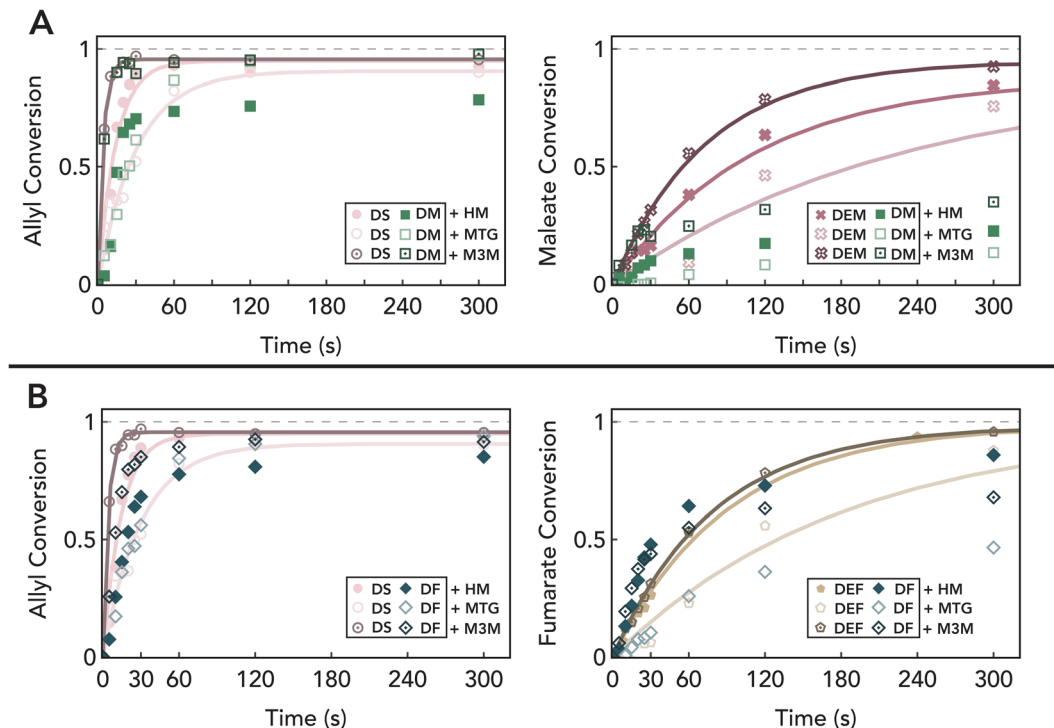 A
1
0.5
0
Allyl Conversion
DS DM + HM
DS DM + MTG
DS DM + M3M
0 30 60 120 180 240 300
Time (s)
1
0.5
0
Maleate Conversion
DEM DM + HM
DEM DM + MTG
DEM DM + M3M
0 30 60 120 180 240 300
Time (s)
B
1
0.5
0
Allyl Conversion
DS DF + HM
DS DF + MTG
DS DF + M3M
0 30 60 120 180 240 300
Time (s)
1
0.5
0
Fumarate Conversion
DEF DF + HM
DEF DF + MTG
DEF DF + M3M
0 30 60 120 180 240 300
Time (s)